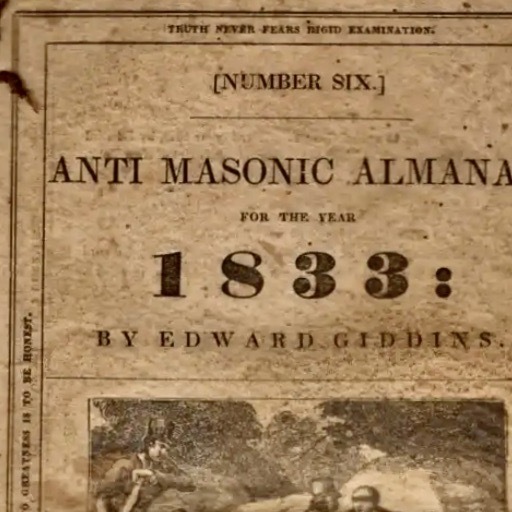 TRUTH NEVER FEARS RIGID EXAMINATION.
[NUMBER SIX.]
ANTI MASONIC ALMANA
FOR THE YEAR
1833:
BY EDWARD GIDDINS.
O GREATNESS IS TO BE HONEST.